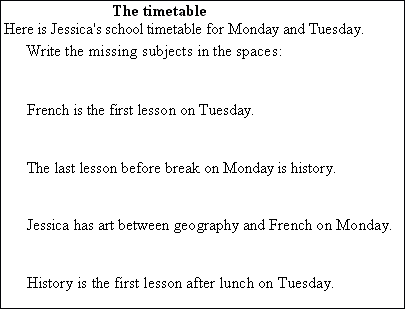 The timetable
Here is Jessica's school timetable for Monday and Tuesday.
Write the missing subjects in the spaces:
French is the first lesson on Tuesday.
The last lesson before break on Monday is history.
Jessica has art between geography and French on Monday.
History is the first lesson after lunch on Tuesday.